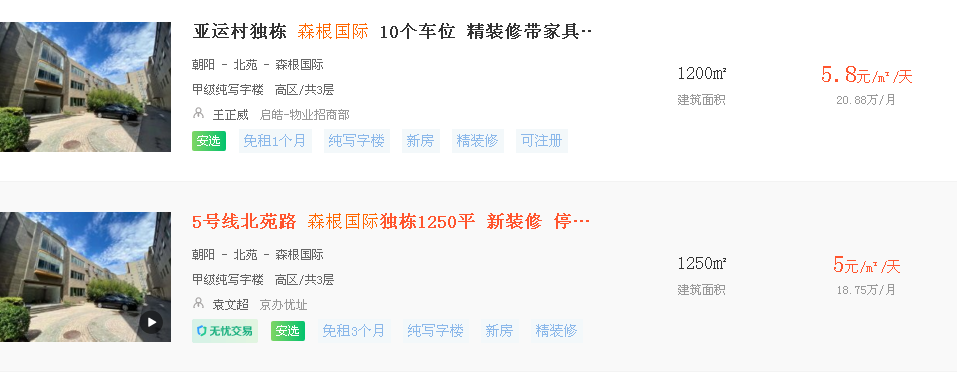 亚运村独栋 森根国际 10个车位 精装修带家具··
朝阳 - 北苑 - 森根国际
甲级纯写字楼 高区/共3层
王正威 启皓-物业招商部
安选 免租1个月 纯写字楼 新房 精装修 可注册
1200㎡
建筑面积
5.8元/㎡/天
20.88万/月
5号线北苑路 森根国际独栋1250平 新装修 停···
朝阳 - 北苑 - 森根国际
甲级纯写字楼 高区/共3层
袁文超 京办优址
无忧交易 安选 免租3个月 纯写字楼 新房 精装修
1250㎡
建筑面积
5元/㎡/天
18.75万/月